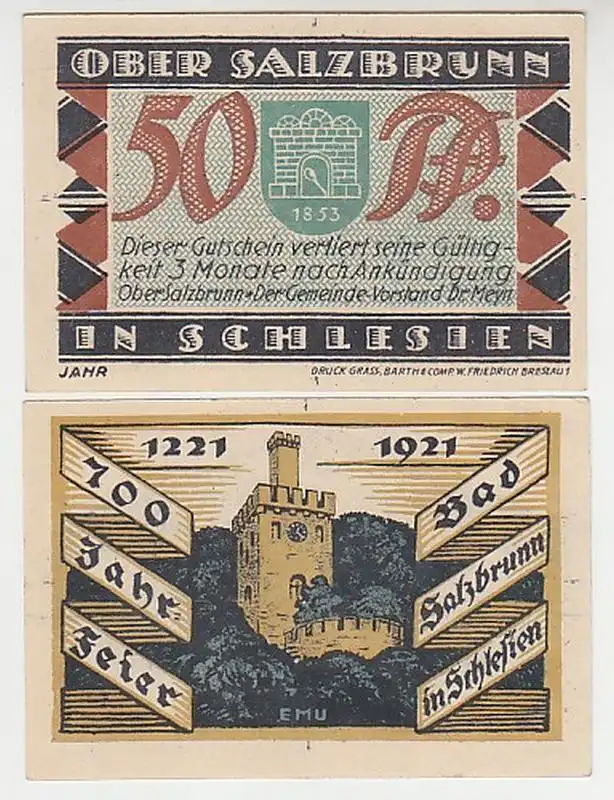 OBER SALZBRUNN
50 Pf.
1853
Dieser Gutschein verliert seine Gültig-
keit 3 Monate nach Ankündigung
Ober Salzbrunn • Der Gemeinde-Vorstand Dr Meyn
IN SCHLESIEN
JAHR
DRUCK GRASS, BARTH & COMP. W. FRIEDRICH BRESLAU 1
1221 1921
700
Jahr-
Feier
Bad
Salzbrunn
in Schlesien
EMU